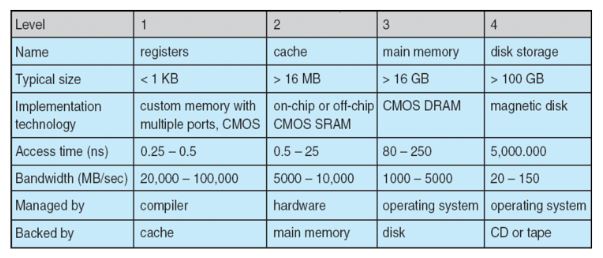 Level 1 2 3 4
Name registers cache main memory disk storage
Typical size < 1 KB > 16 MB > 16 GB > 100 GB
Implementation custom memory with on-chip or off-chip CMOS DRAM magnetic disk
technology multiple ports, CMOS CMOS SRAM
Access time (ns) 0.25 – 0.5 0.5 – 25 80 – 250 5,000.000
Bandwidth (MB/sec) 20,000 – 100,000 5000 – 10,000 1000 – 5000 20 – 150
Managed by compiler hardware operating system operating system
Backed by cache main memory disk CD or tape